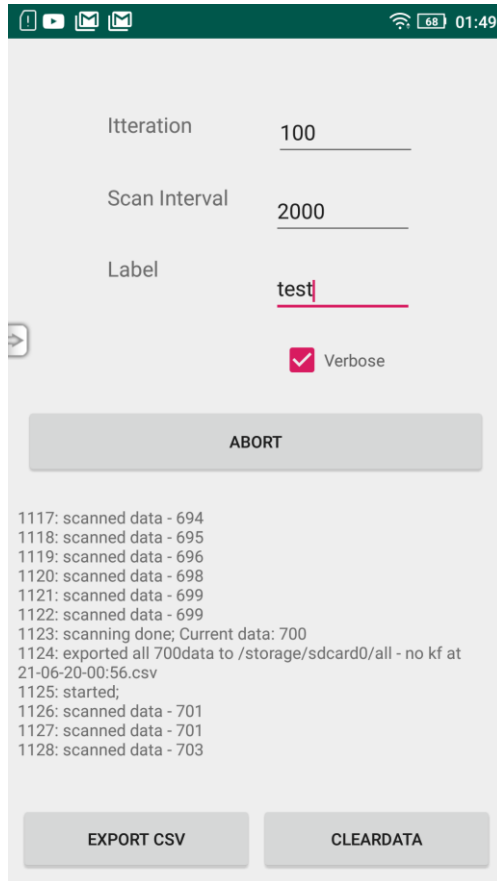 68 01:49
Itteration
100
Scan Interval
2000
Label
test
Verbose
ABORT
1117: scanned data - 694
1118: scanned data - 695
1119: scanned data - 696
1120: scanned data - 698
1121: scanned data - 699
1122: scanned data - 699
1123: scanning done; Current data: 700
1124: exported all 700data to /storage/sdcard0/all - no kf at
21-06-20-00:56.csv
1125: started;
1126: scanned data - 701
1127: scanned data - 701
1128: scanned data - 703
EXPORT CSV
CLEARDATA